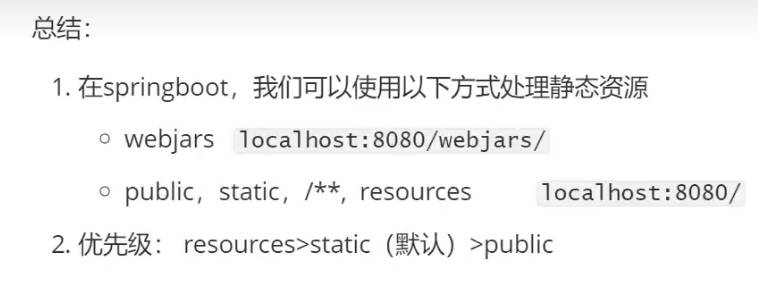 总结：
1. 在springboot，我们可以使用以下方式处理静态资源
○ webjars localhost:8080/webjars/
○ public，static，/**，resources localhost:8080/
2. 优先级： resources>static（默认）>public